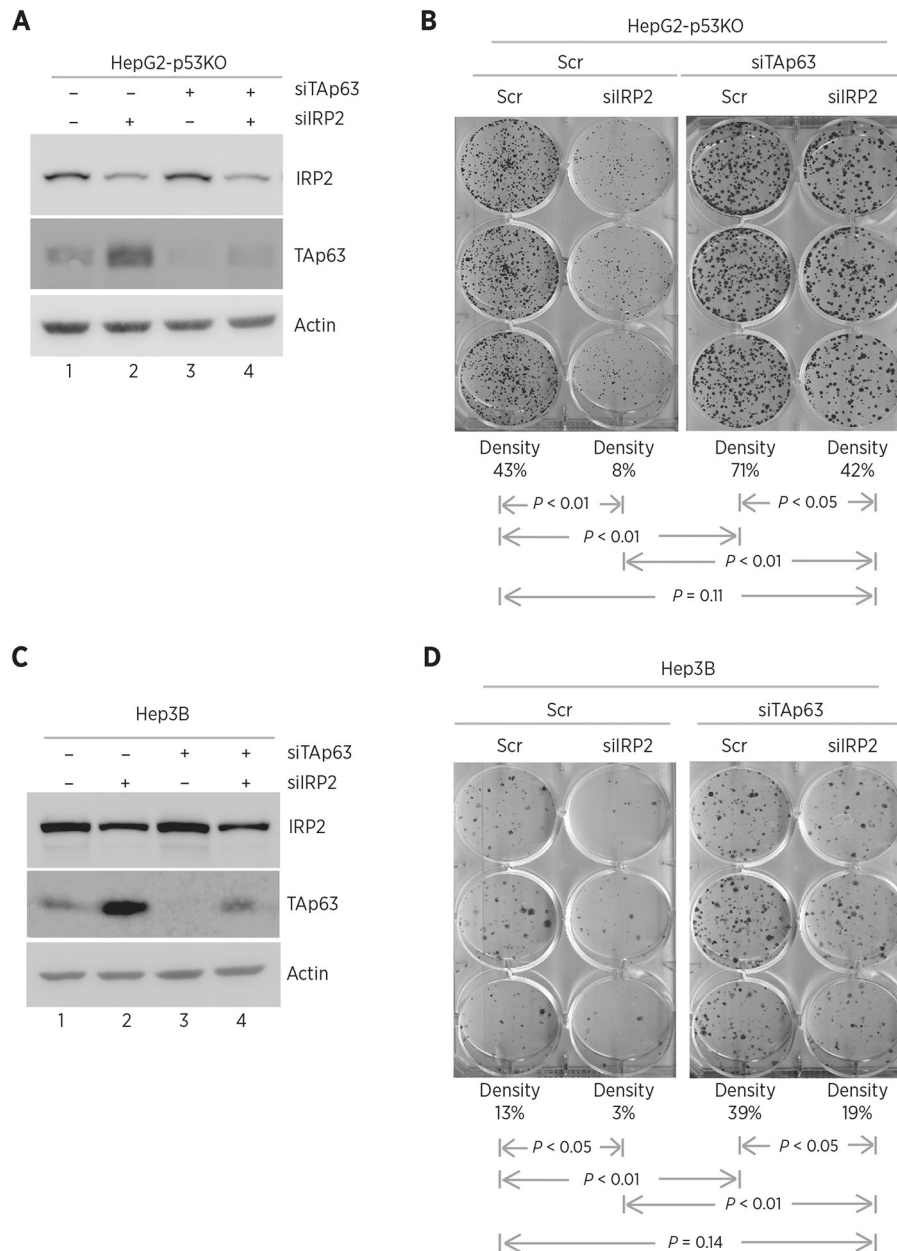 A
HepG2-p53KO
– – + + siTAp63
– + – + siIRP2
IRP2
TAp63
Actin
1 2 3 4
B
HepG2-p53KO
Scr siTAp63
Scr siIRP2 Scr siIRP2
Density Density Density Density
43% 8% 71% 42%
P < 0.01 P < 0.05
P < 0.01
P < 0.01
P = 0.11
C
Hep3B
– – + + siTAp63
– + – + siIRP2
IRP2
TAp63
Actin
1 2 3 4
D
Hep3B
Scr siTAp63
Scr siIRP2 Scr siIRP2
Density Density Density Density
13% 3% 39% 19%
P < 0.05 P < 0.05
P < 0.01
P < 0.01
P = 0.14